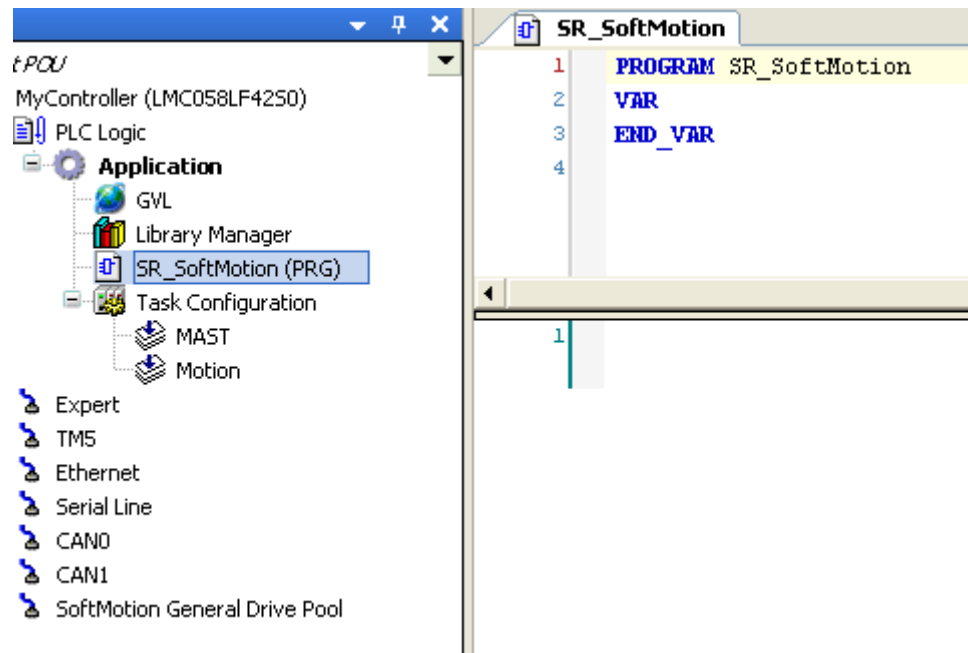 t POU
MyController (LMC058LF42S0)
PLC Logic
Application
GVL
Library Manager
SR_SoftMotion (PRG)
Task Configuration
MAST
Motion
Expert
TM5
Ethernet
Serial Line
CAN0
CAN1
SoftMotion General Drive Pool
SR_SoftMotion
1 PROGRAM SR_SoftMotion
2 VAR
3 END_VAR
4
1